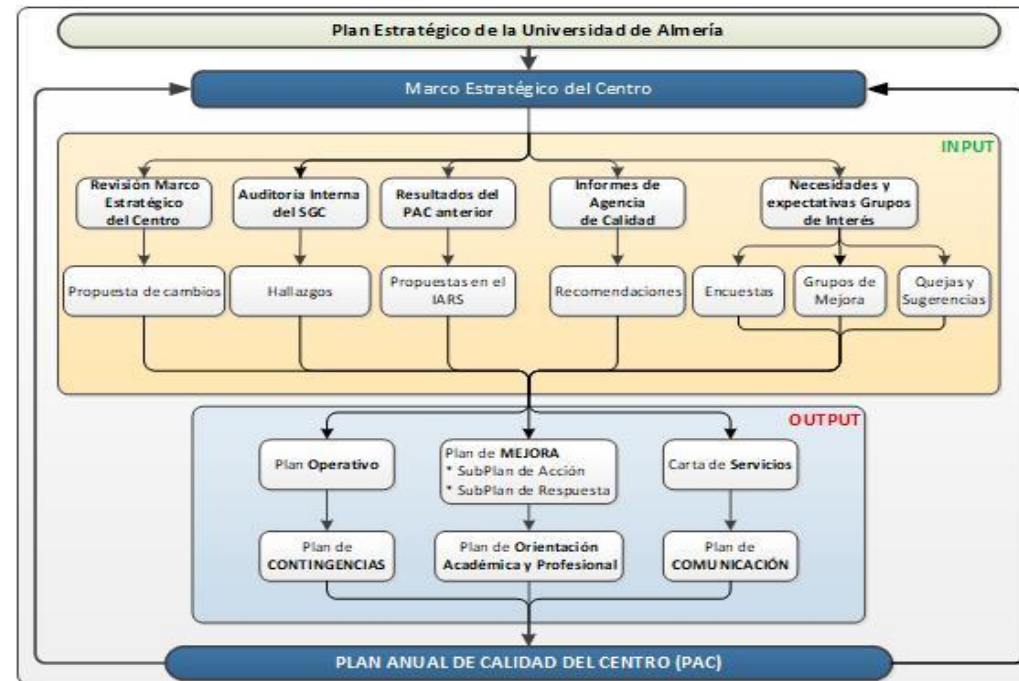 Plan Estratégico de la Universidad de Almería
Marco Estratégico del Centro
INPUT
Revisión Marco
Estratégico
del Centro
Auditoría Interna
del SGC
Resultados del
PAC anterior
Informes de
Agencia
de Calidad
Necesidades y
expectativas Grupos
de Interés
Propuesta de cambios
Hallazgos
Propuestas en el
IARS
Recomendaciones
Encuestas
Grupos de
Mejora
Quejas y
Sugerencias
OUTPUT
Plan Operativo
Plan de MEJORA
* SubPlan de Acción
* SubPlan de Respuesta
Carta de Servicios
Plan de
CONTINGENCIAS
Plan de Orientación
Académica y Profesional
Plan de
COMUNICACIÓN
PLAN ANUAL DE CALIDAD DEL CENTRO (PAC)